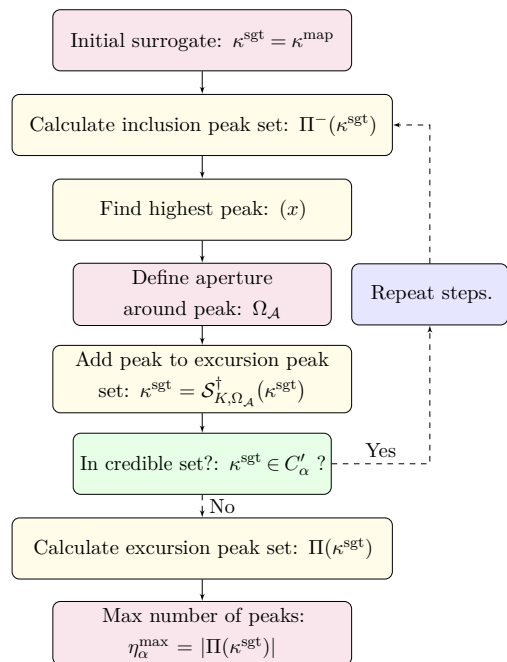 Initial surrogate: κ^sgt = κ^map
Calculate inclusion peak set: Π⁻(κ^sgt)
Find highest peak: (x)
Define aperture
around peak: Ω_𝒜
Repeat steps.
Add peak to excursion peak
set: κ^sgt = 𝒮^†_{K,Ω_𝒜}(κ^sgt)
In credible set?: κ^sgt ∈ C′_α ?
Yes
No
Calculate excursion peak set: Π(κ^sgt)
Max number of peaks:
η_α^max = |Π(κ^sgt)|